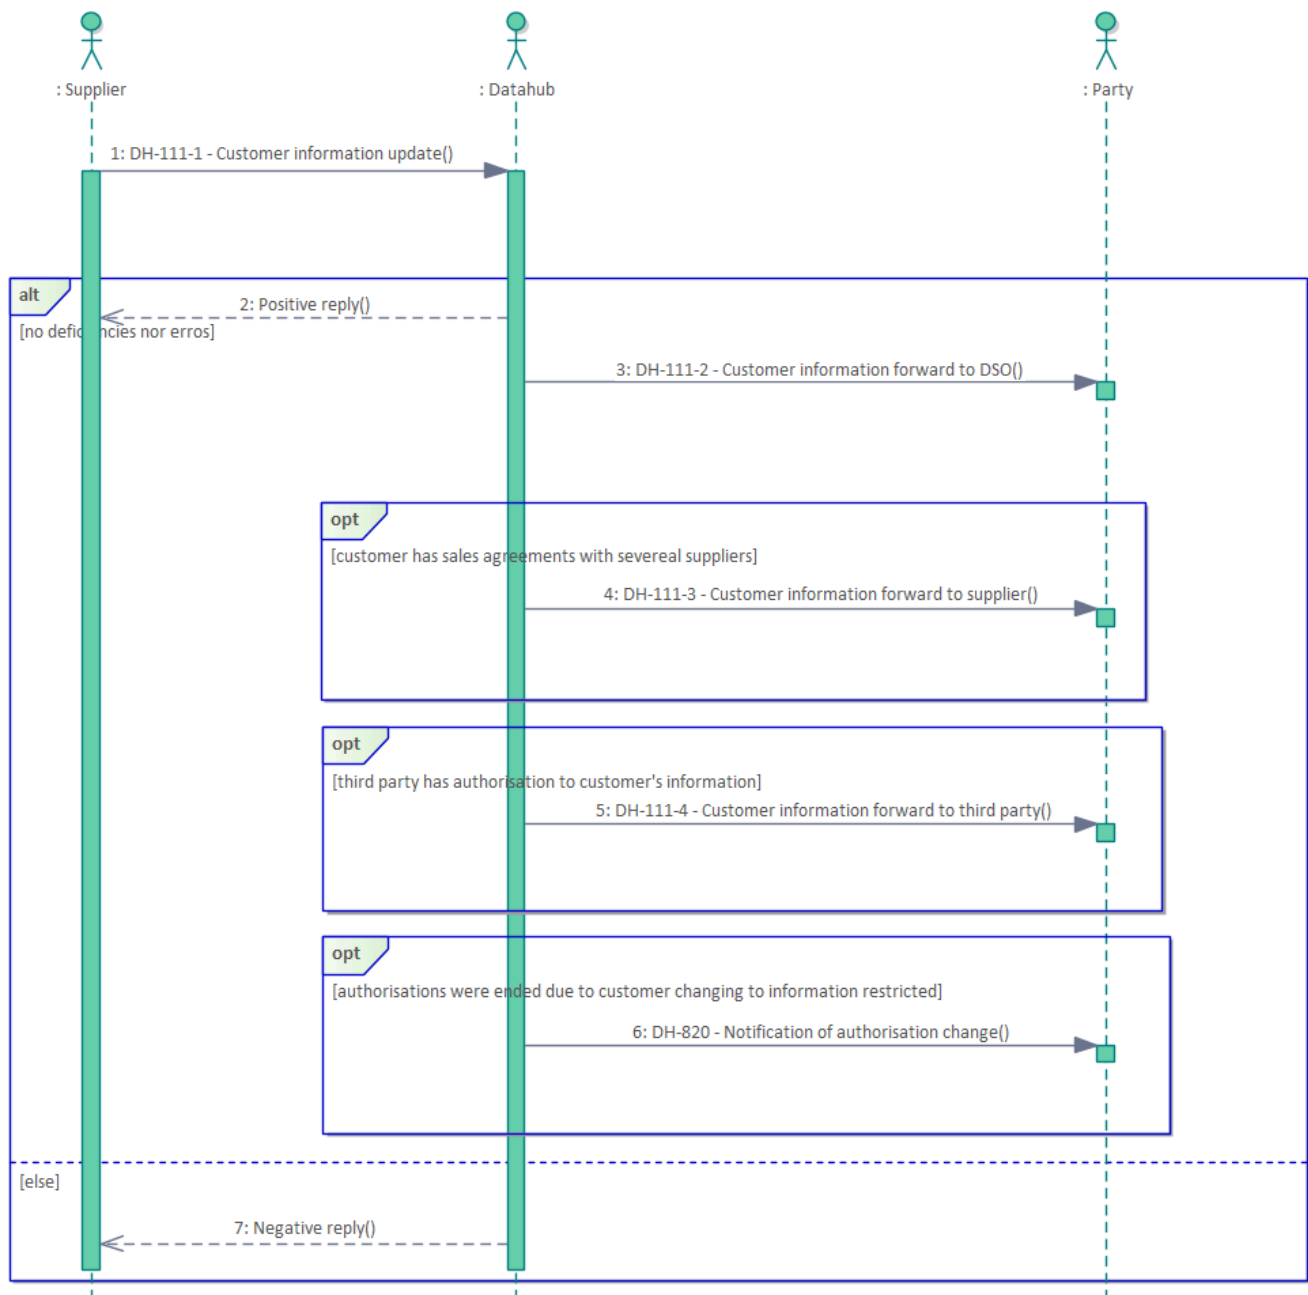 : Supplier
: Datahub
: Party
1: DH-111-1 - Customer information update()
alt
2: Positive reply()
[no deficiencies nor erros]
3: DH-111-2 - Customer information forward to DSO()
opt
[customer has sales agreements with severeal suppliers]
4: DH-111-3 - Customer information forward to supplier()
opt
[third party has authorisation to customer's information]
5: DH-111-4 - Customer information forward to third party()
opt
[authorisations were ended due to customer changing to information restricted]
6: DH-820 - Notification of authorisation change()
[else]
7: Negative reply()